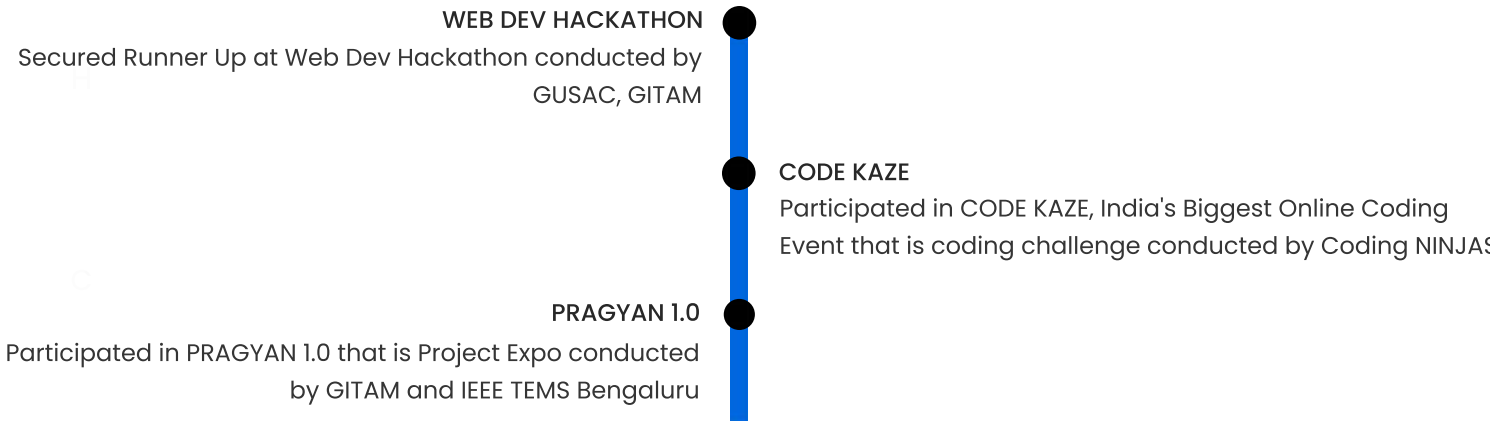 WEB DEV HACKATHON
Secured Runner Up at Web Dev Hackathon conducted by
GUSAC, GITAM
CODE KAZE
Participated in CODE KAZE, India's Biggest Online Coding
Event that is coding challenge conducted by Coding NINJAS
PRAGYAN 1.0
Participated in PRAGYAN 1.0 that is Project Expo conducted
by GITAM and IEEE TEMS Bengaluru